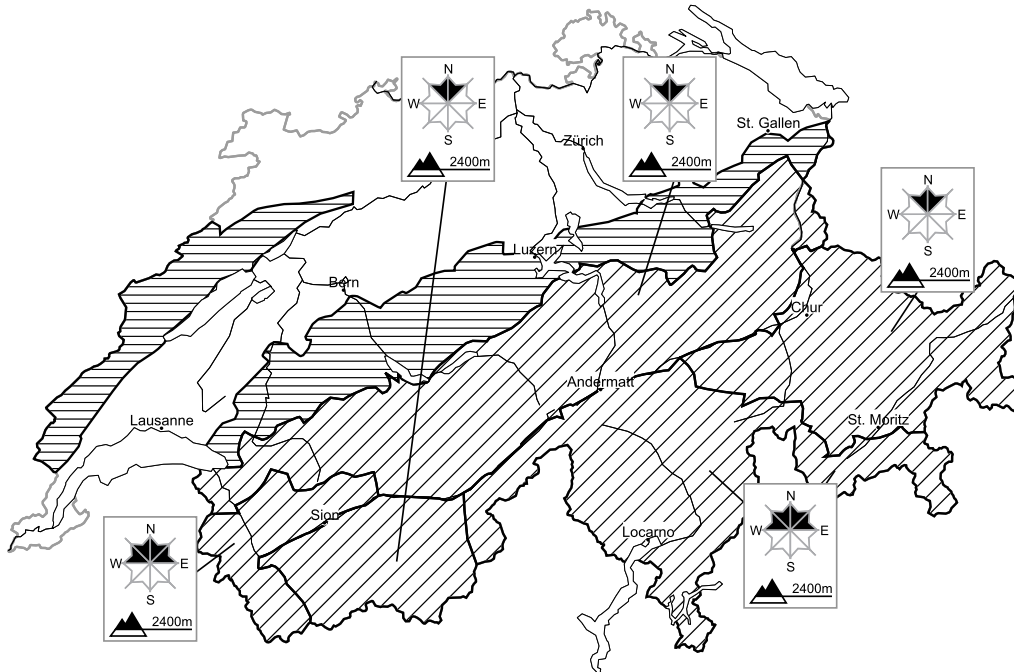 N
W E
S
2400m
N
W E
S
2400m
St. Gallen
Zürich
N
W E
S
2400m
Luzern
Bern
Chur
Andermatt
Lausanne
St. Moritz
N
W E
S
2400m
Sion
Locarno
N
W E
S
2400m